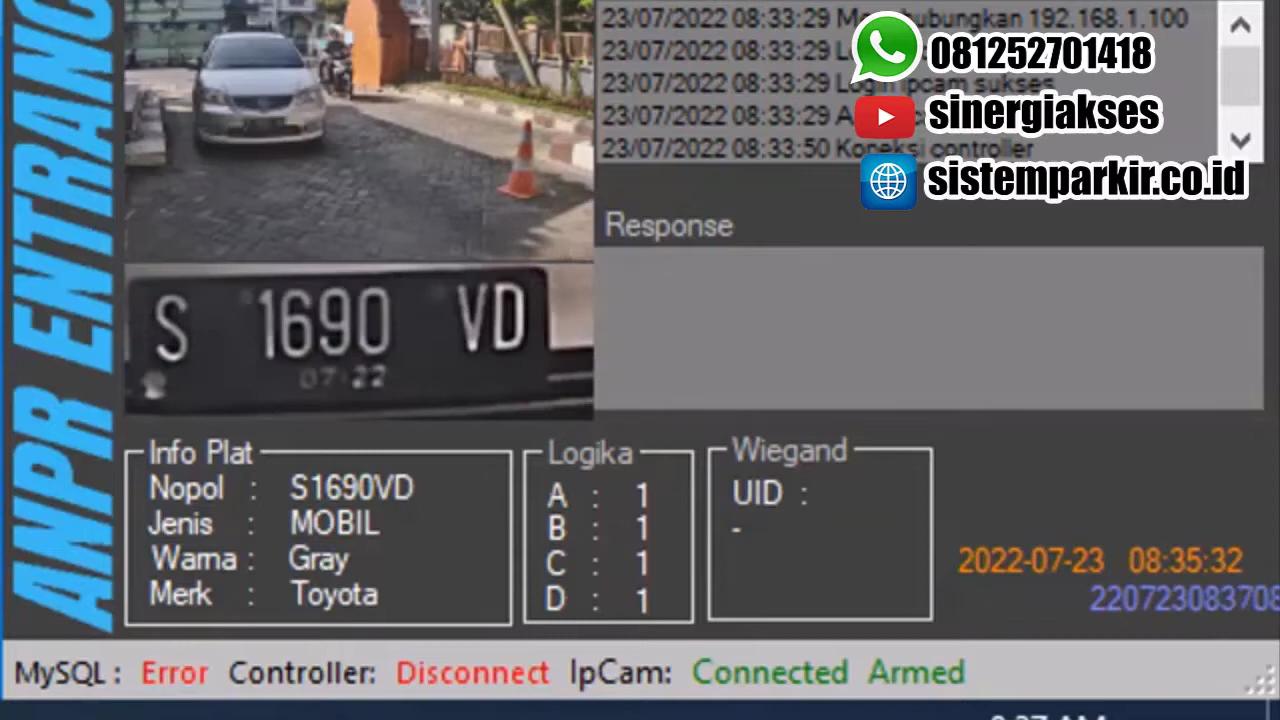 ANPR ENTRANC
23/07/2022 08:33:29
192.168.1.100
23/07/2022 08:33:29
23/07/2022 08:33:29 Login ipcam sukses
23/07/2022 08:33:29
23/07/2022 08:33:50 Koneksi controller
081252701418
sinergiakses
sistemparkir.co.id
Response
S 1690 VD
07·22
Info Plat
Nopol : S1690VD
Jenis : MOBIL
Warna : Gray
Merk : Toyota
Logika
A : 1
B : 1
C : 1
D : 1
Wiegand
UID :
-
2022-07-23 08:35:32
220723083708
MySQL : Error Controller: Disconnect IpCam: Connected Armed